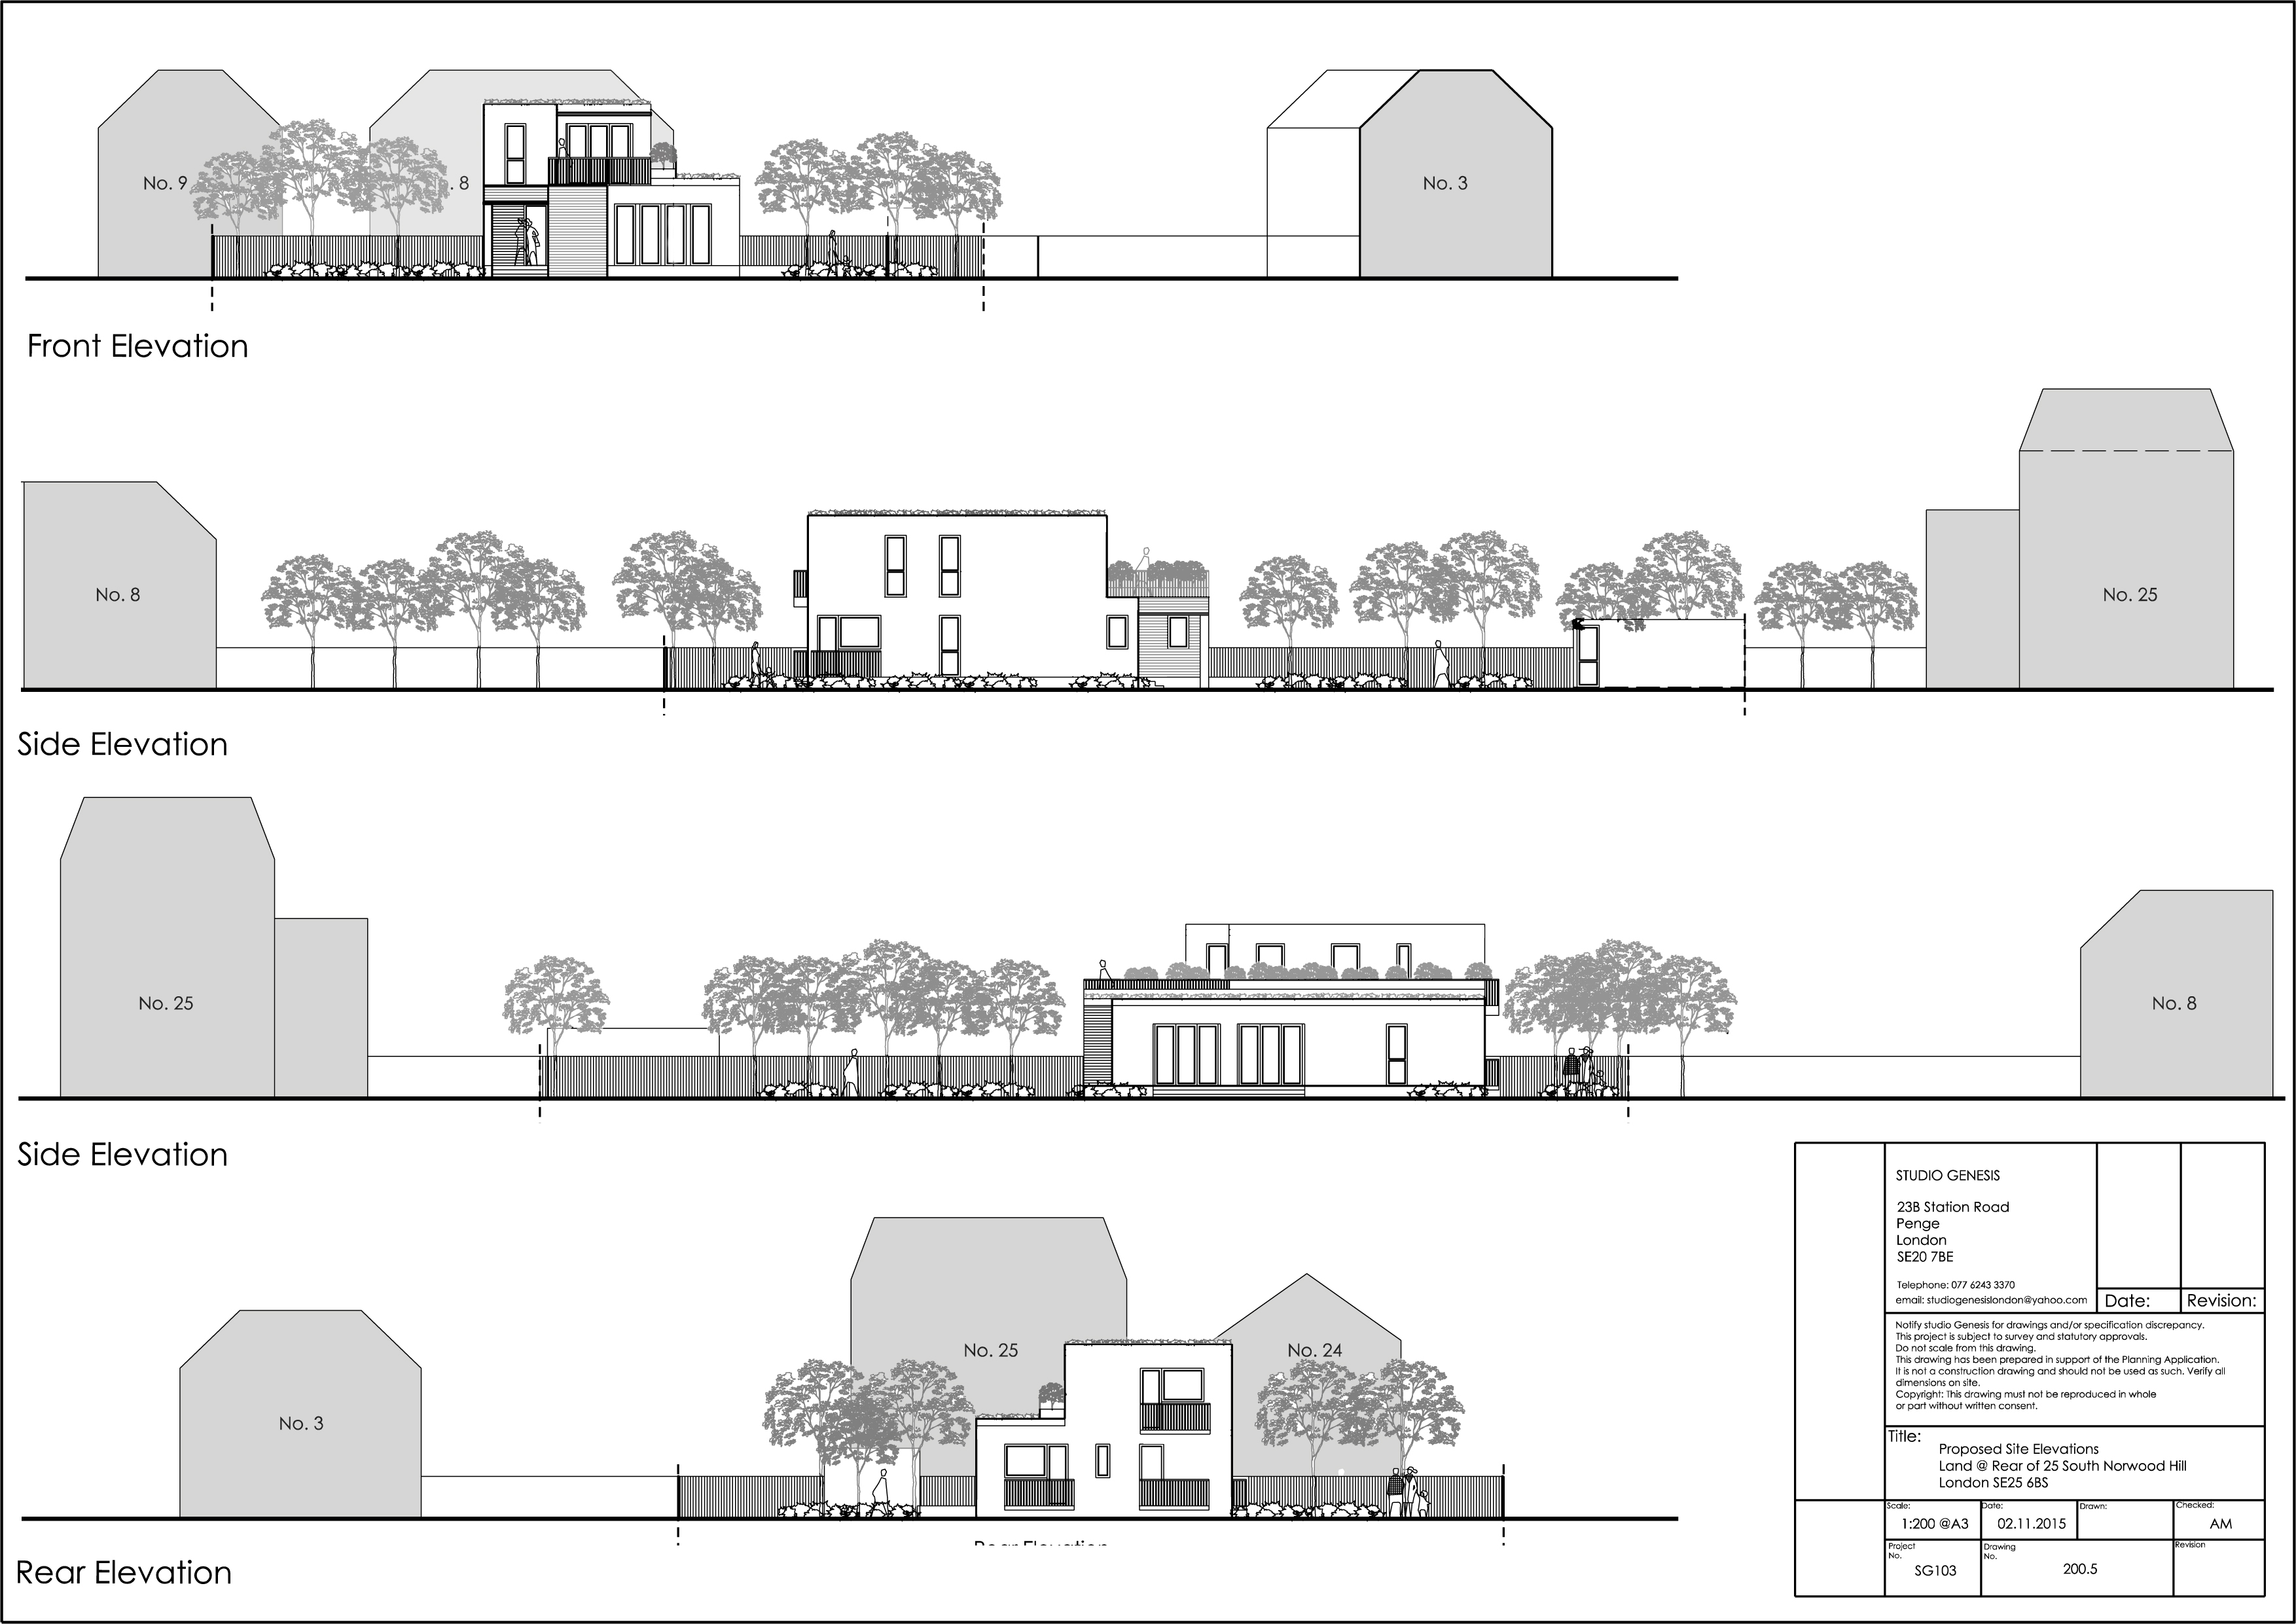 No. 9
. 8
No. 3
Front Elevation
No. 8
No. 25
Side Elevation
No. 25
No. 8
Side Elevation
No. 3
No. 25
No. 24
Rear Elevation
Rear Elevation
STUDIO GENESIS
23B Station Road
Penge
London
SE20 7BE
Telephone: 077 6243 3370
email: studiogenesislondon@yahoo.com
Date:
Revision:
Notify studio Genesis for drawings and/or specification discrepancy.
This project is subject to survey and statutory approvals.
Do not scale from this drawing.
This drawing has been prepared in support of the Planning Application.
It is not a construction drawing and should not be used as such. Verify all
dimensions on site.
Copyright: This drawing must not be reproduced in whole
or part without written consent.
Title:
Proposed Site Elevations
Land @ Rear of 25 South Norwood Hill
London SE25 6BS
Scale:
1:200 @A3
Date:
02.11.2015
Drawn:
Checked:
AM
Project
No.
SG103
Drawing
No.
200.5
Revision